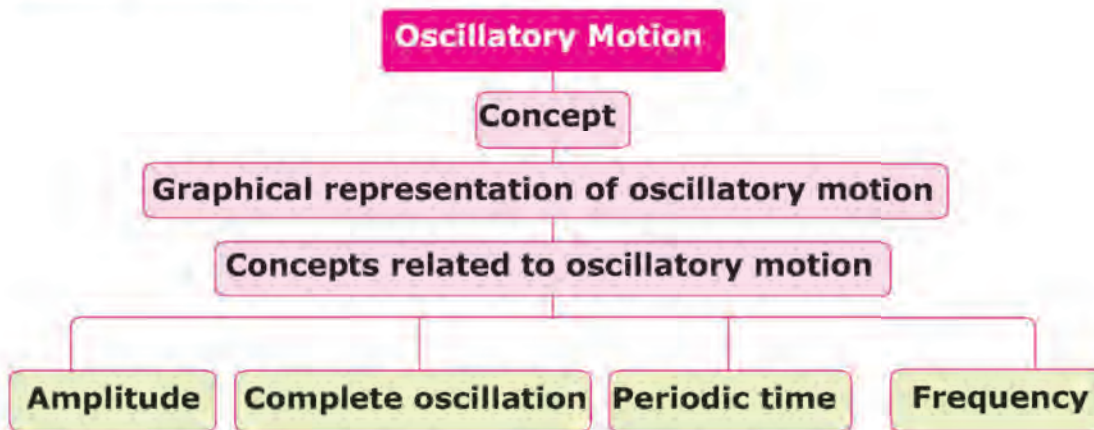 Oscillatory Motion
Concept
Graphical representation of oscillatory motion
Concepts related to oscillatory motion
Amplitude
Complete oscillation
Periodic time
Frequency